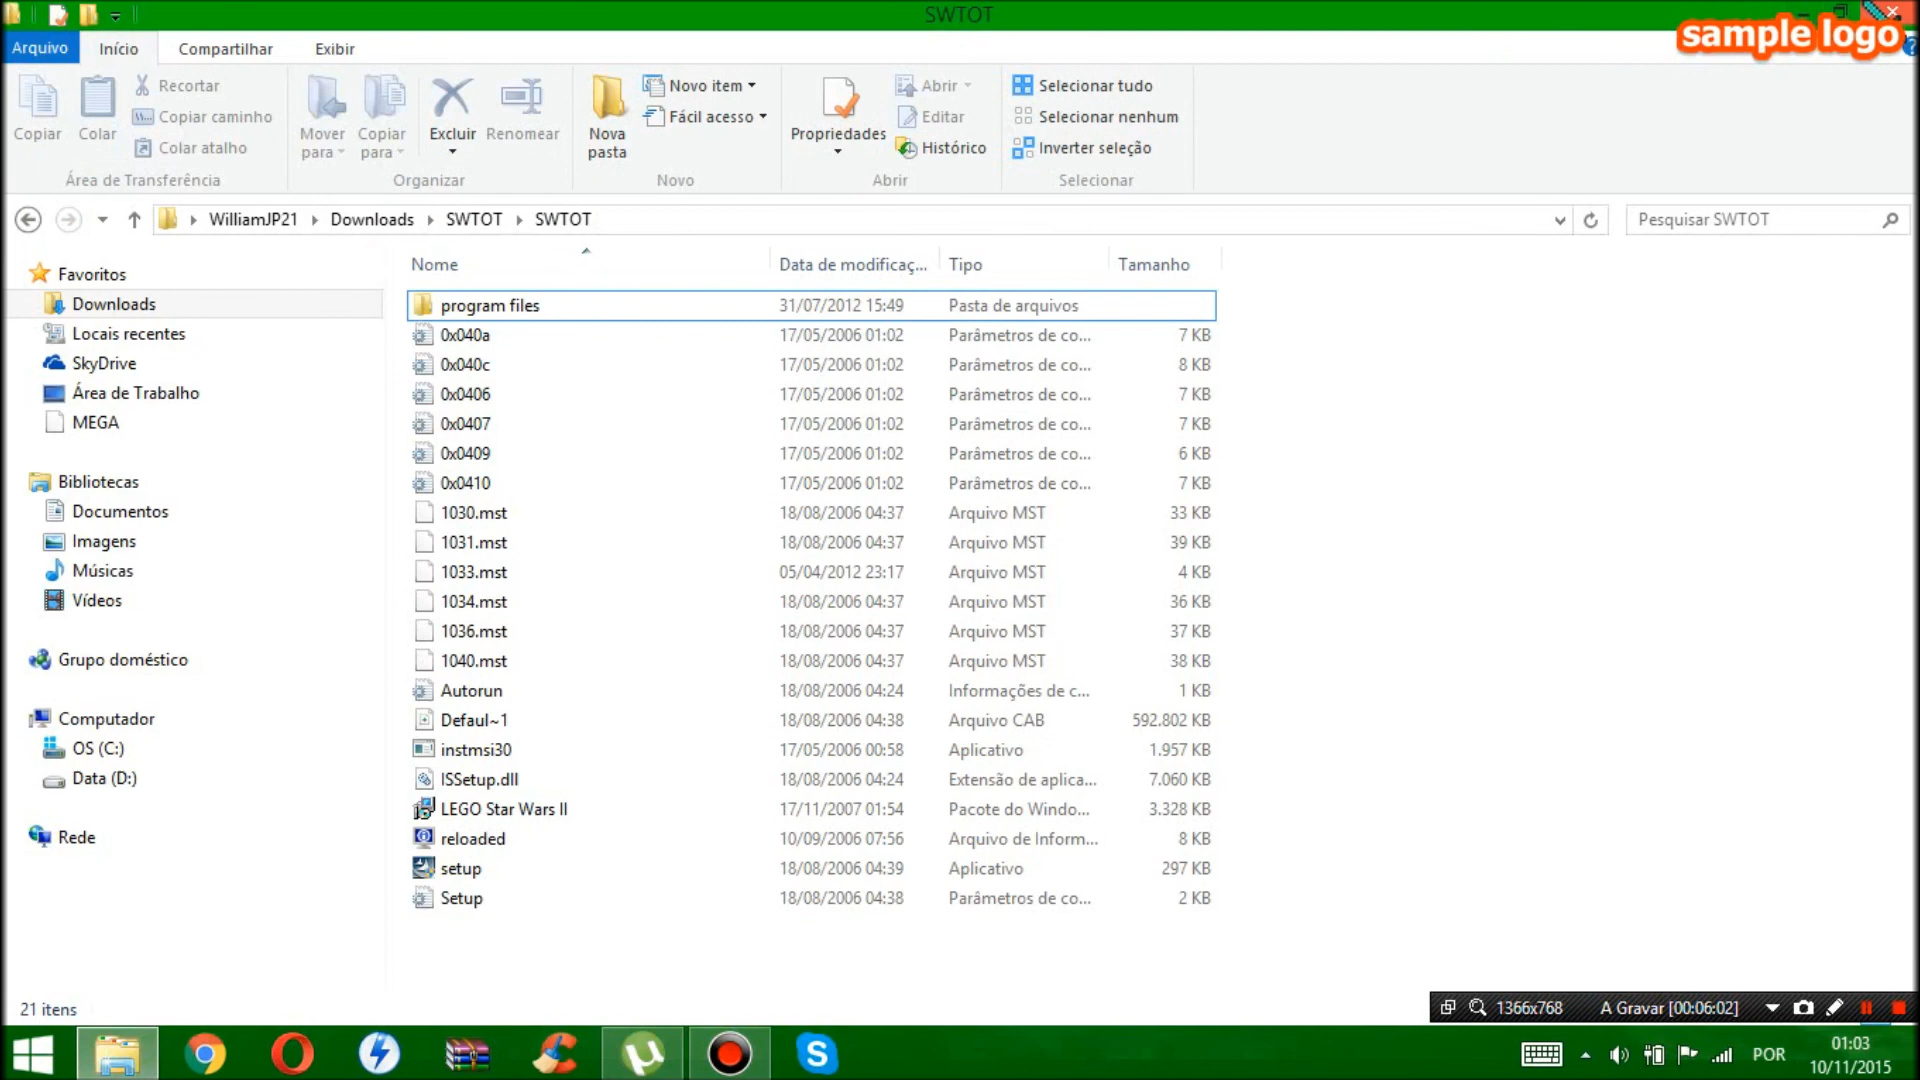 SWTOT
sample logo
Arquivo Início Compartilhar Exibir
Copiar
Colar
Recortar
Copiar caminho
Colar atalho
Área de Transferência
Mover para
Copiar para
Excluir
Renomear
Organizar
Nova pasta
Novo item
Fácil acesso
Novo
Propriedades
Abrir
Editar
Histórico
Abrir
Selecionar tudo
Selecionar nenhum
Inverter seleção
Selecionar
WilliamJP21 Downloads SWTOT SWTOT
Pesquisar SWTOT
Favoritos
Downloads
Locais recentes
SkyDrive
Área de Trabalho
MEGA
Bibliotecas
Documentos
Imagens
Músicas
Vídeos
Grupo doméstico
Computador
OS (C:)
Data (D:)
Rede
Nome Data de modificaç... Tipo Tamanho
program files 31/07/2012 15:49 Pasta de arquivos
0x040a 17/05/2006 01:02 Parâmetros de co... 7 KB
0x040c 17/05/2006 01:02 Parâmetros de co... 8 KB
0x0406 17/05/2006 01:02 Parâmetros de co... 7 KB
0x0407 17/05/2006 01:02 Parâmetros de co... 7 KB
0x0409 17/05/2006 01:02 Parâmetros de co... 6 KB
0x0410 17/05/2006 01:02 Parâmetros de co... 7 KB
1030.mst 18/08/2006 04:37 Arquivo MST 33 KB
1031.mst 18/08/2006 04:37 Arquivo MST 39 KB
1033.mst 05/04/2012 23:17 Arquivo MST 4 KB
1034.mst 18/08/2006 04:37 Arquivo MST 36 KB
1036.mst 18/08/2006 04:37 Arquivo MST 37 KB
1040.mst 18/08/2006 04:37 Arquivo MST 38 KB
Autorun 18/08/2006 04:24 Informações de c... 1 KB
Defaul~1 18/08/2006 04:38 Arquivo CAB 592.802 KB
instmsi30 17/05/2006 00:58 Aplicativo 1.957 KB
ISSetup.dll 18/08/2006 04:24 Extensão de aplica... 7.060 KB
LEGO Star Wars II 17/11/2007 01:54 Pacote do Windo... 3.328 KB
reloaded 10/09/2006 07:56 Arquivo de Inform... 8 KB
setup 18/08/2006 04:39 Aplicativo 297 KB
Setup 18/08/2006 04:38 Parâmetros de co... 2 KB
21 itens
1366x768 A Gravar [00:06:02]
POR
01:03
10/11/2015